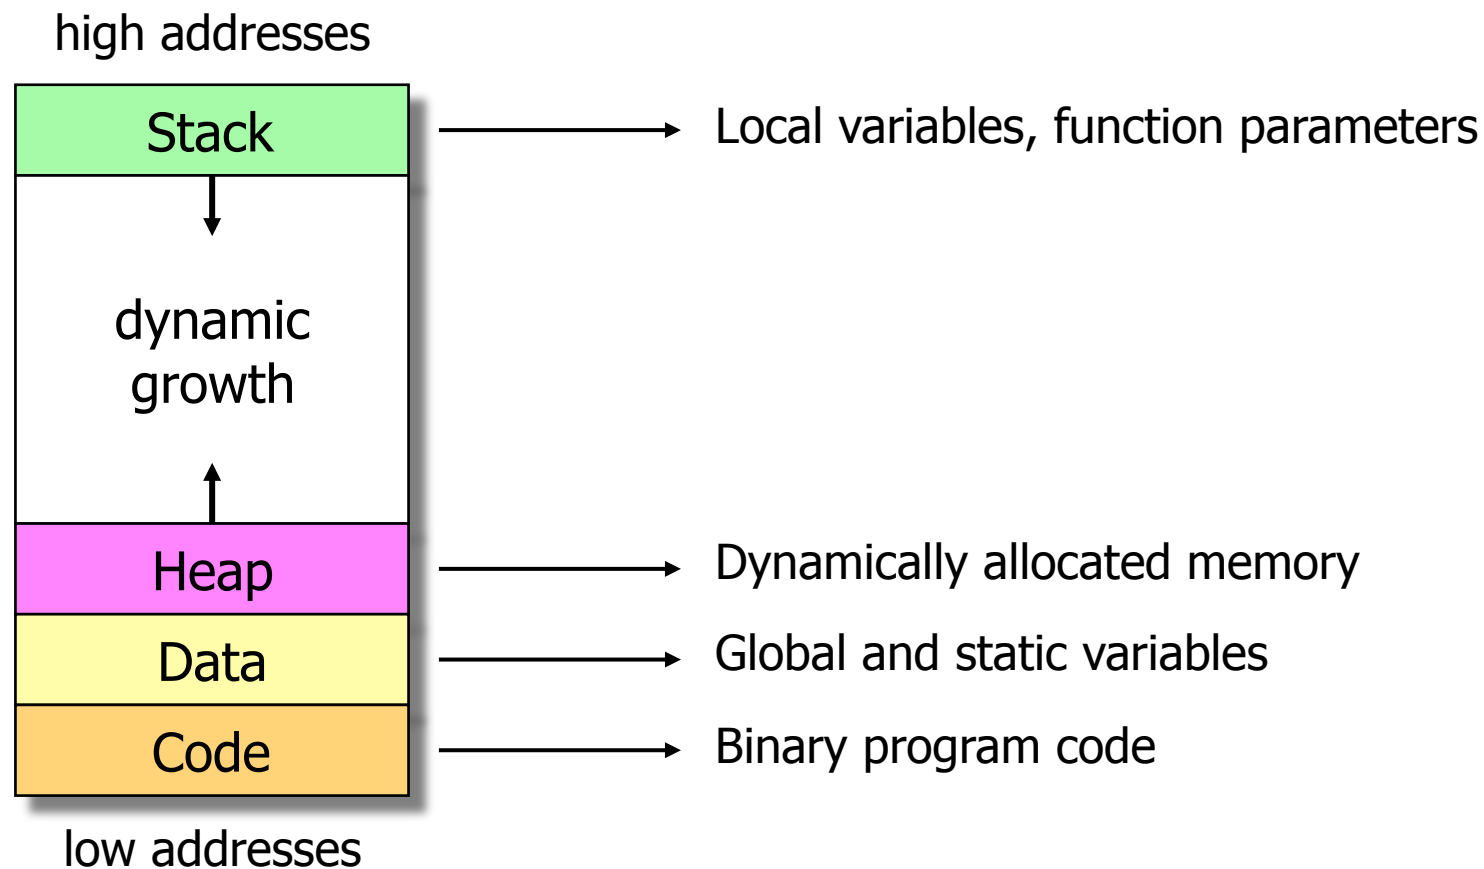 high addresses
Stack
Local variables, function parameters
dynamic
growth
Heap
Dynamically allocated memory
Data
Global and static variables
Code
Binary program code
low addresses